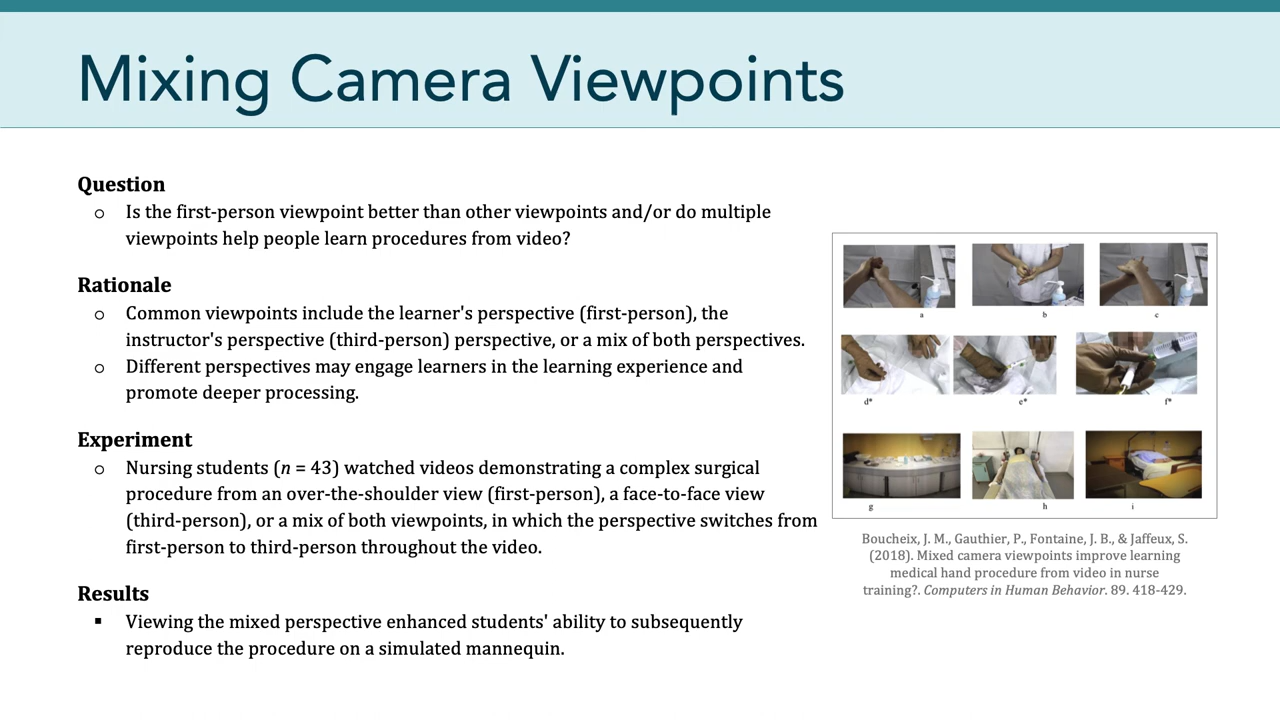 Mixing Camera Viewpoints
Question
o Is the first-person viewpoint better than other viewpoints and/or do multiple
viewpoints help people learn procedures from video?
Rationale
o Common viewpoints include the learner's perspective (first-person), the
instructor's perspective (third-person) perspective, or a mix of both perspectives.
o Different perspectives may engage learners in the learning experience and
promote deeper processing.
Experiment
o Nursing students (n = 43) watched videos demonstrating a complex surgical
procedure from an over-the-shoulder view (first-person), a face-to-face view
(third-person), or a mix of both viewpoints, in which the perspective switches from
first-person to third-person throughout the video.
Results
▪ Viewing the mixed perspective enhanced students' ability to subsequently
reproduce the procedure on a simulated mannequin.
a b c
d* e* f*
g h i
Boucheix, J. M., Gauthier, P., Fontaine, J. B., & Jaffeux, S.
(2018). Mixed camera viewpoints improve learning
medical hand procedure from video in nurse
training?. Computers in Human Behavior. 89. 418-429.